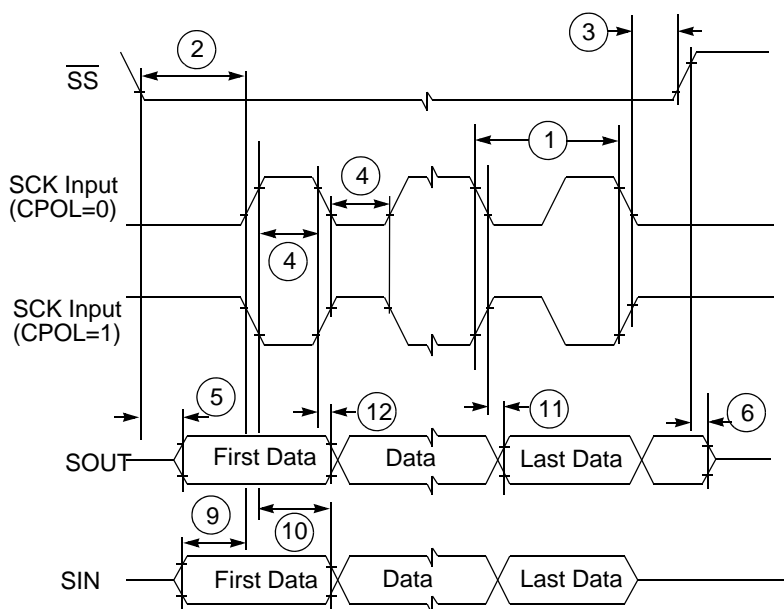 3
2
SS
1
SCK Input
(CPOL=0)
4
4
SCK Input
(CPOL=1)
5
12
11
6
SOUT
First Data
Data
Last Data
9
10
SIN
First Data
Data
Last Data